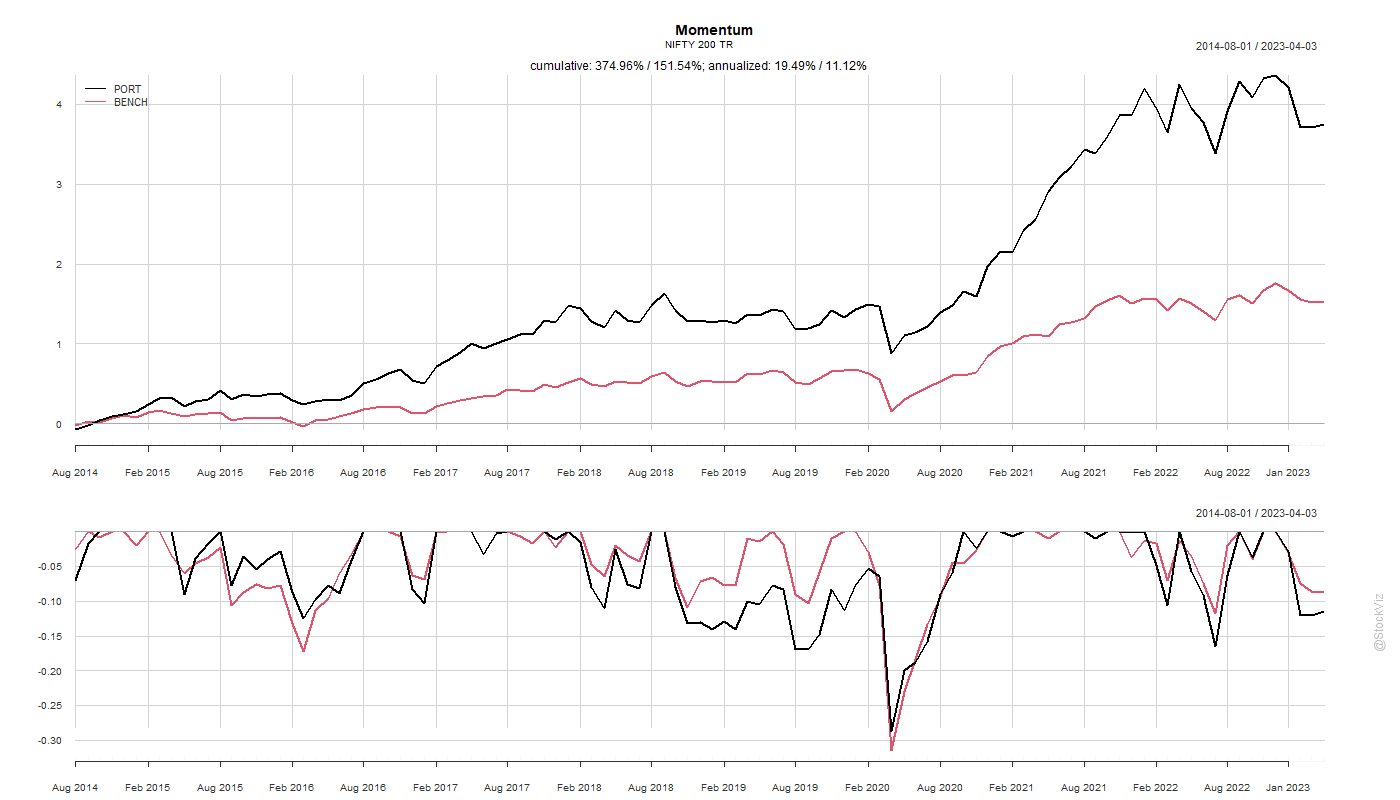 Momentum
NIFTY 200 TR
2014-08-01 / 2023-04-03
cumulative: 374.96% / 151.54%; annualized: 19.49% / 11.12%
PORT
BENCH
4
3
2
1
0
Aug 2014 Feb 2015 Aug 2015 Feb 2016 Aug 2016 Feb 2017 Aug 2017 Feb 2018 Aug 2018 Feb 2019 Aug 2019 Feb 2020 Aug 2020 Feb 2021 Aug 2021 Feb 2022 Aug 2022 Jan 2023
2014-08-01 / 2023-04-03
-0.05
-0.10
-0.15
-0.20
-0.25
-0.30
Aug 2014 Feb 2015 Aug 2015 Feb 2016 Aug 2016 Feb 2017 Aug 2017 Feb 2018 Aug 2018 Feb 2019 Aug 2019 Feb 2020 Aug 2020 Feb 2021 Aug 2021 Feb 2022 Aug 2022 Jan 2023
@StockViz